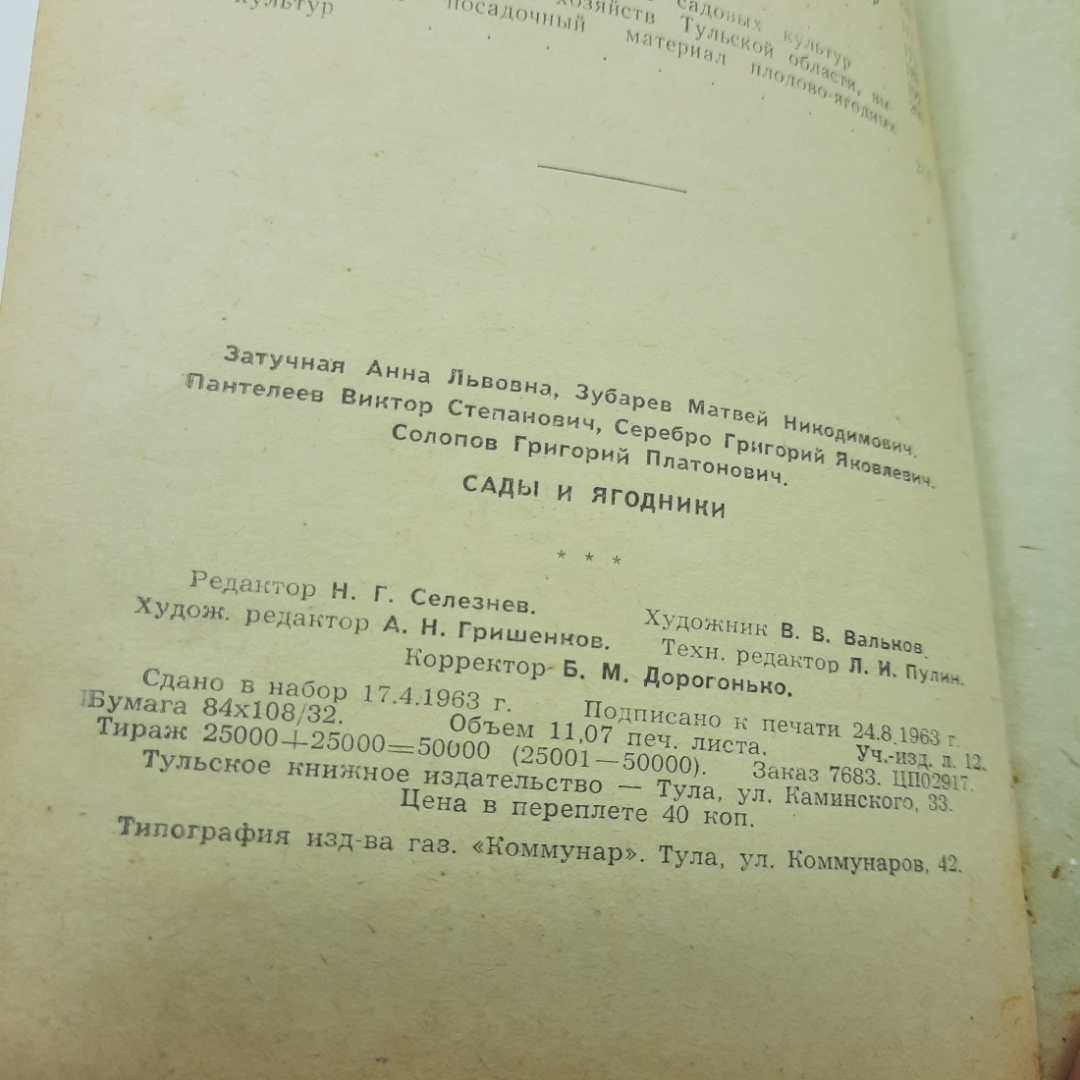 садовых культур
хозяйств Тульской области, вы-
посадочный материал плодово-ягодных
культур
Затучная Анна Львовна, Зубарев Матвей Никодимович.
Пантелеев Виктор Степанович, Серебро Григорий Яковлевич.
Солопов Григорий Платонович.
САДЫ И ЯГОДНИКИ
* * *
Редактор Н. Г. Селезнев. Художник В. В. Вальков
Худож. редактор А. Н. Гришенков. Техн. редактор Л. И. Пулин.
Корректор Б. М. Дорогонько.
Сдано в набор 17.4.1963 г. Подписано к печати 24.8.1963 г.
Бумага 84х108/32. Объем 11,07 печ. листа. Уч.-изд. л. 12.
Тираж 25000+25000=50000 (25001—50000). Заказ 7683. ЦП02917.
Тульское книжное издательство — Тула, ул. Каминского, 33.
Цена в переплете 40 коп.
Типография изд-ва газ. «Коммунар». Тула, ул. Коммунаров, 42.